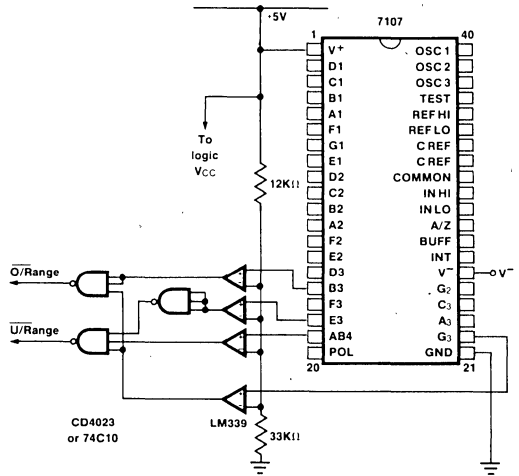 +5V
7107
1
40
V+
OSC 1
D1
OSC 2
C1
OSC 3
B1
TEST
A1
REF HI
F1
REF LO
G1
C REF
E1
C REF
D2
COMMON
C2
IN HI
B2
IN LO
A2
A/Z
F2
BUFF
E2
INT
D3
V−
V−
B3
G2
F3
C3
E3
A3
AB4
G3
POL
GND
20
21
To
logic
VCC
12KΩ
O/Range
U/Range
CD4023
or 74C10
LM339
33KΩ